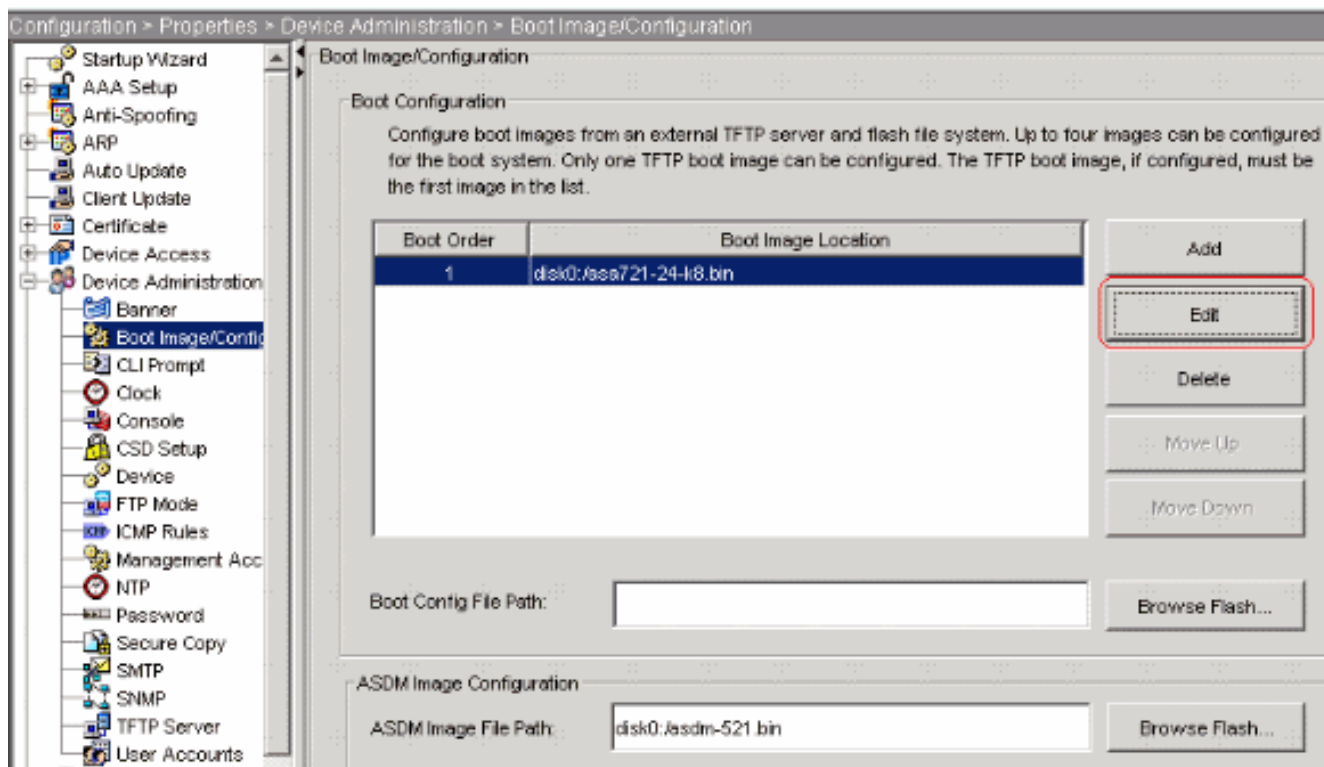 Configuration > Properties > Device Administration > Boot Image/Configuration
Startup Wizard
AAA Setup
Anti-Spoofing
ARP
Auto Update
Client Update
Certificate
Device Access
Device Administration
Banner
Boot Image/Config
CLI Prompt
Clock
Console
CSD Setup
Device
FTP Mode
ICMP Rules
Management Acc
NTP
Password
Secure Copy
SMTP
SNMP
TFTP Server
User Accounts
Boot Image/Configuration
Boot Configuration
Configure boot images from an external TFTP server and flash file system. Up to four images can be configured
for the boot system. Only one TFTP boot image can be configured. The TFTP boot image, if configured, must be
the first image in the list.
Boot Order Boot Image Location
1 disk0:/asa721-24-k8.bin
Add
Edit
Delete
Move Up
Move Down
Boot Config File Path:
Browse Flash...
ASDM Image Configuration
ASDM Image File Path: disk0:/asdm-521.bin
Browse Flash...